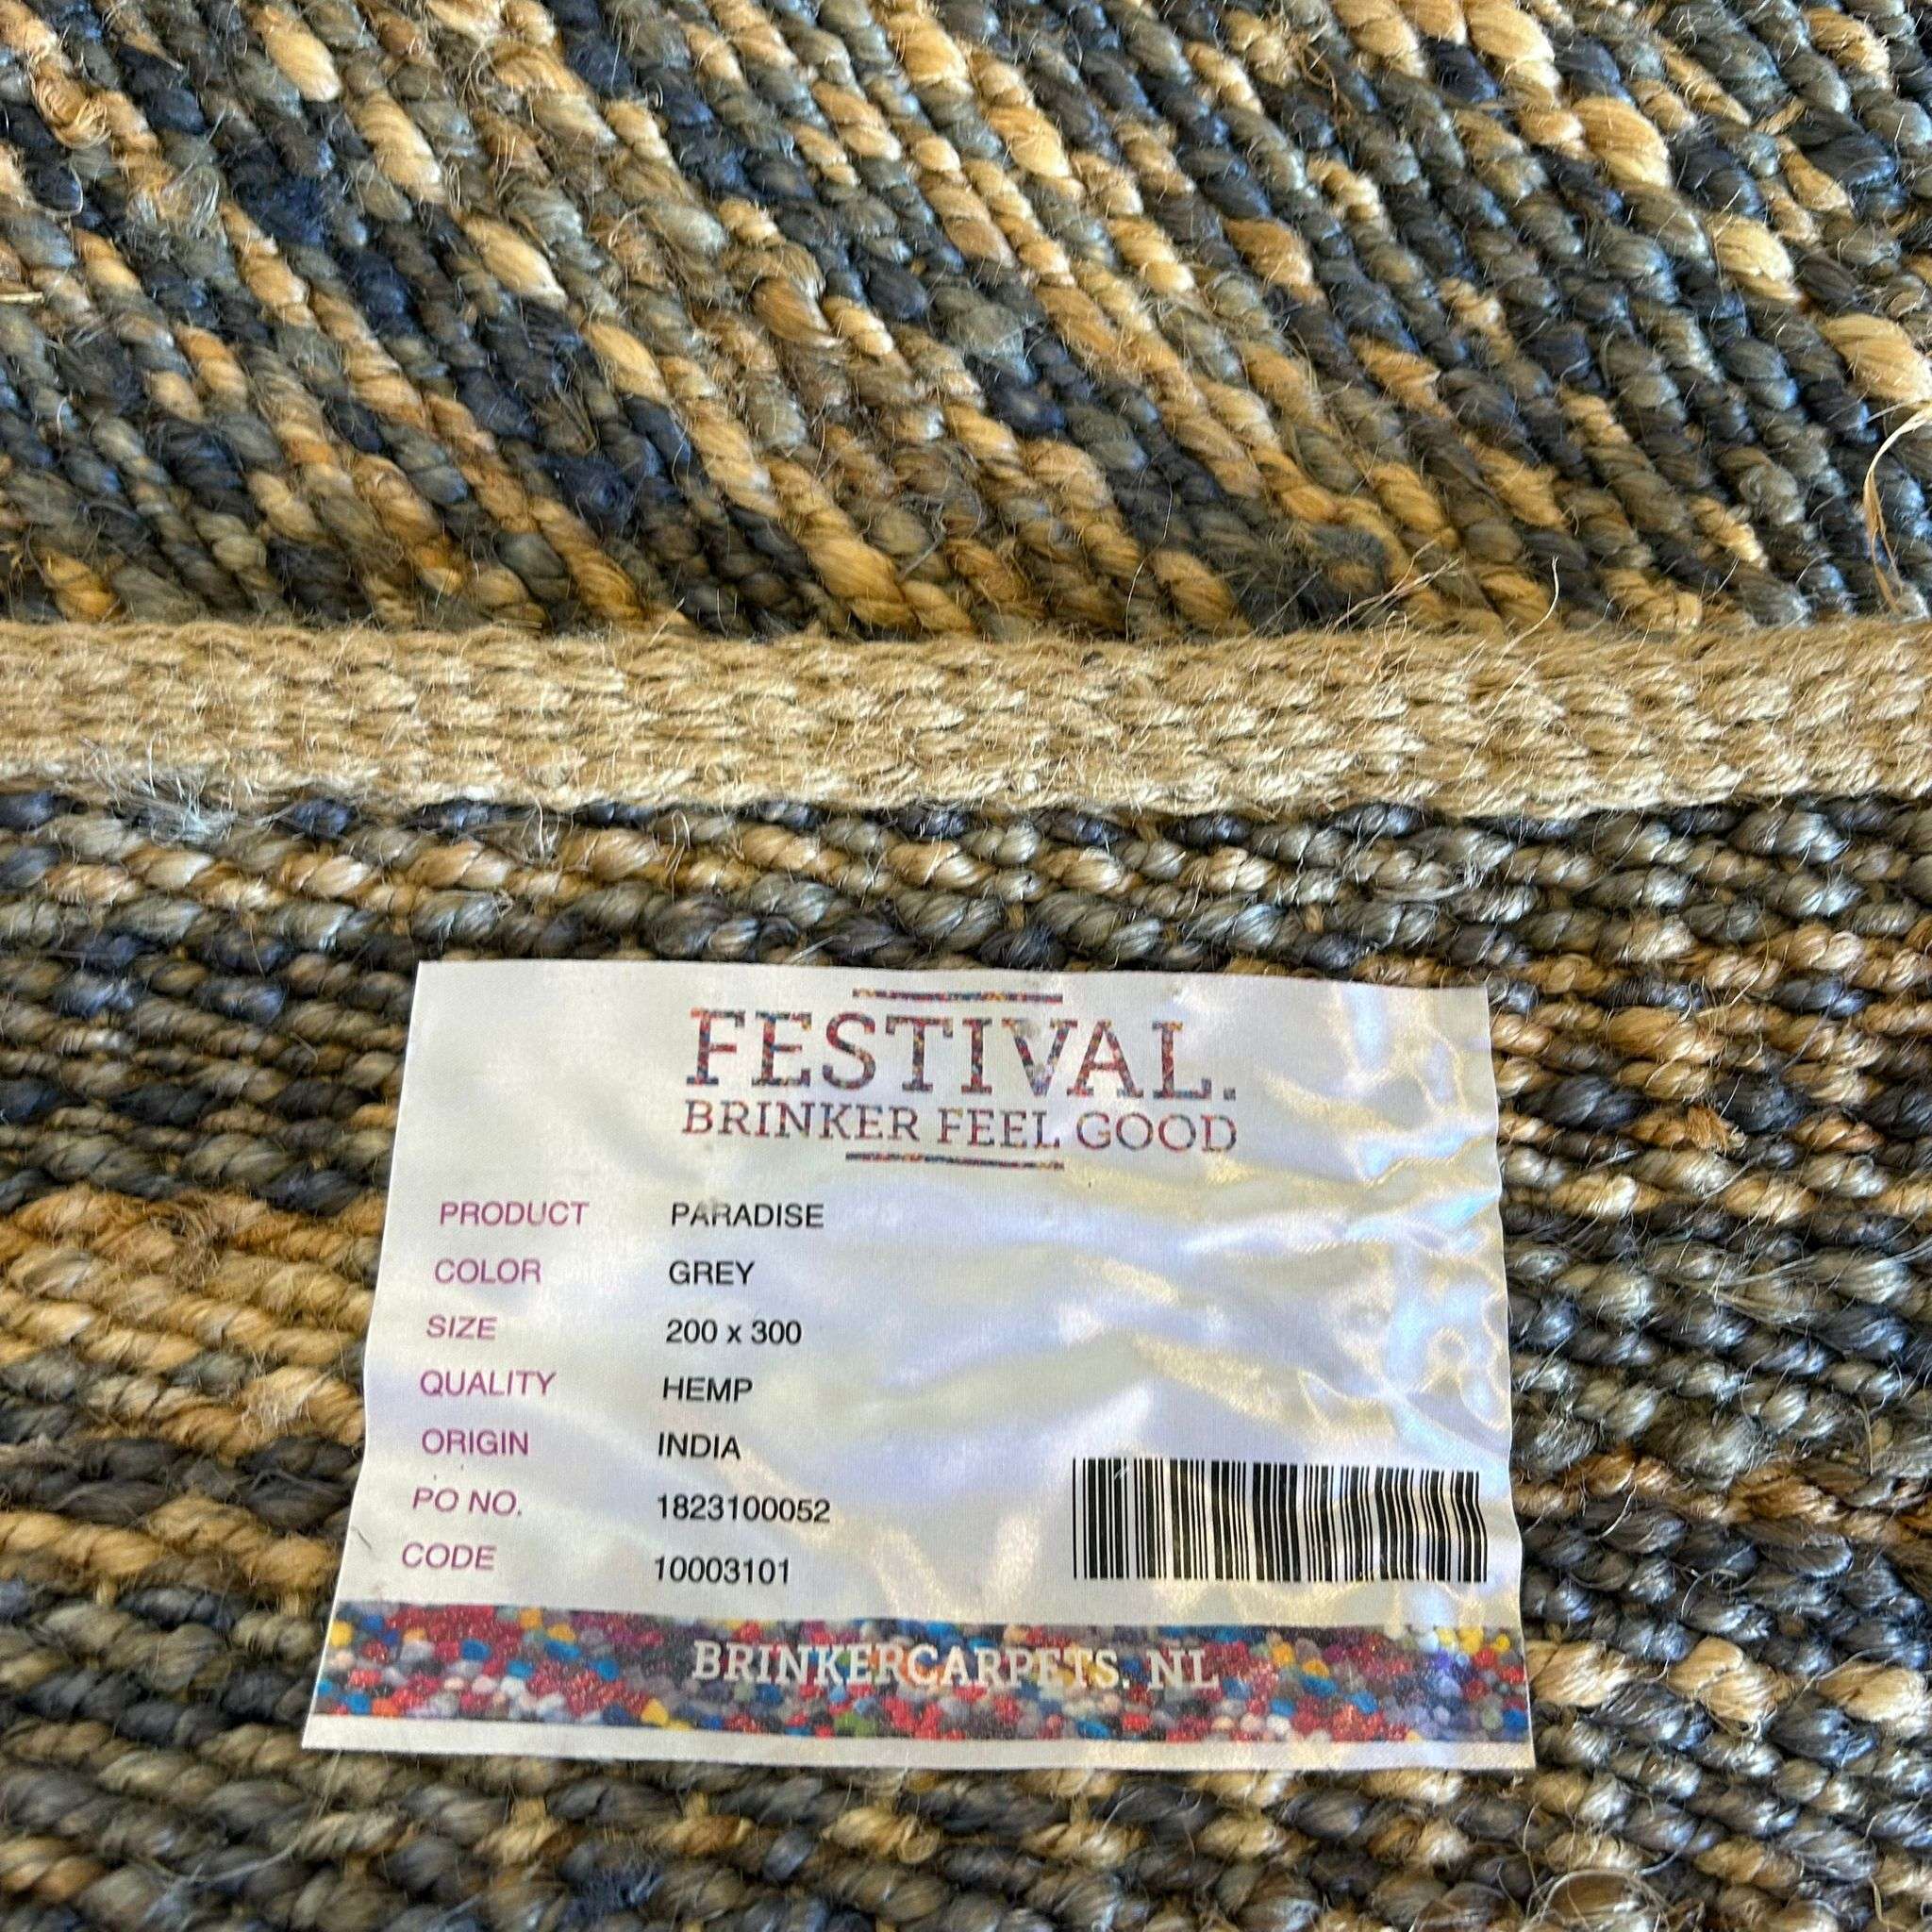 FESTIVAL.
BRINKER FEEL GOOD
PRODUCT PARADISE
COLOR GREY
SIZE 200 x 300
QUALITY HEMP
ORIGIN INDIA
PO NO. 1823100052
CODE 10003101
BRINKERCARPETS. NL